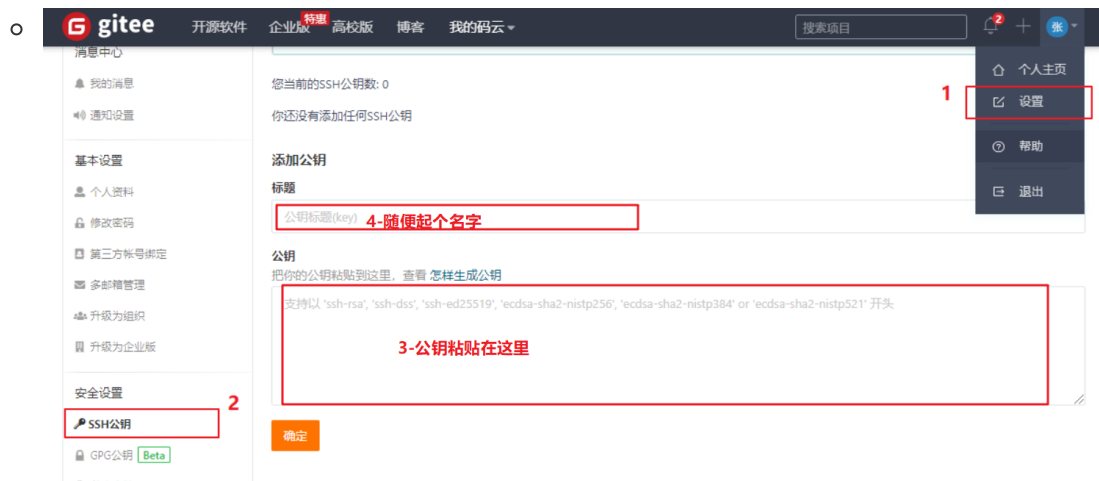 gitee 开源软件 企业版 特惠 高校版 博客 我的码云 搜索项目 2 张
消息中心
个人主页
我的消息
您当前的SSH公钥数: 0
1
设置
通知设置
你还没有添加任何SSH公钥
帮助
基本设置
添加公钥
个人资料
标题
退出
公钥标题(key) 4-随便起个名字
修改密码
第三方帐号绑定
公钥
把你的公钥粘贴到这里，查看 怎样生成公钥
多邮箱管理
支持以 'ssh-rsa', 'ssh-dss', 'ssh-ed25519', 'ecdsa-sha2-nistp256', 'ecdsa-sha2-nistp384' or 'ecdsa-sha2-nistp521' 开头
升级为组织
升级为企业版
3-公钥粘贴在这里
安全设置
2
SSH公钥
确定
GPG公钥 Beta